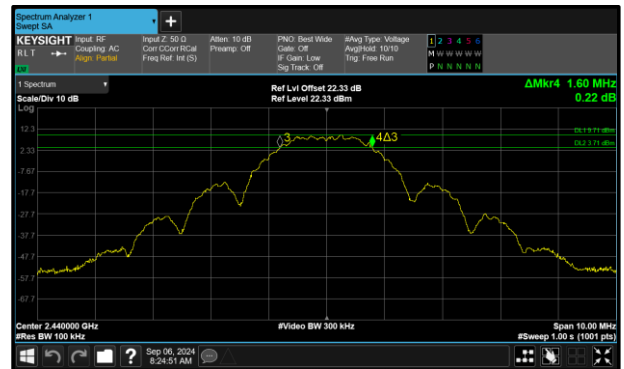 Spectrum Analyzer 1
Swept SA
+
KEYSIGHT Input: RF Input Z: 50 Ω Atten: 10 dB PNO: Best Wide #Avg Type: Voltage 1 2 3 4 5 6
RLT Coupling: AC Corr CCorr RCal Preamp: Off Gate: Off Avg|Hold: 10/10 M W W W W W
Align: Partial Freq Ref: Int (S) IF Gain: Low Trig: Free Run
Sig Track: Off P N N N N N
LXI
1 Spectrum Ref Lvl Offset 22.33 dB ΔMkr4 1.60 MHz
Scale/Div 10 dB Ref Level 22.33 dBm 0.22 dB
Log
12.3 3 4Δ3 DL1 9.71 dBm
2.33 DL2 3.71 dBm
-7.67
-17.7
-27.7
-37.7
-47.7
-57.7
-67.7
Center 2.440000 GHz #Video BW 300 kHz Span 10.00 MHz
#Res BW 100 kHz #Sweep 1.00 s (1001 pts)
? Sep 06, 2024
8:24:51 AM